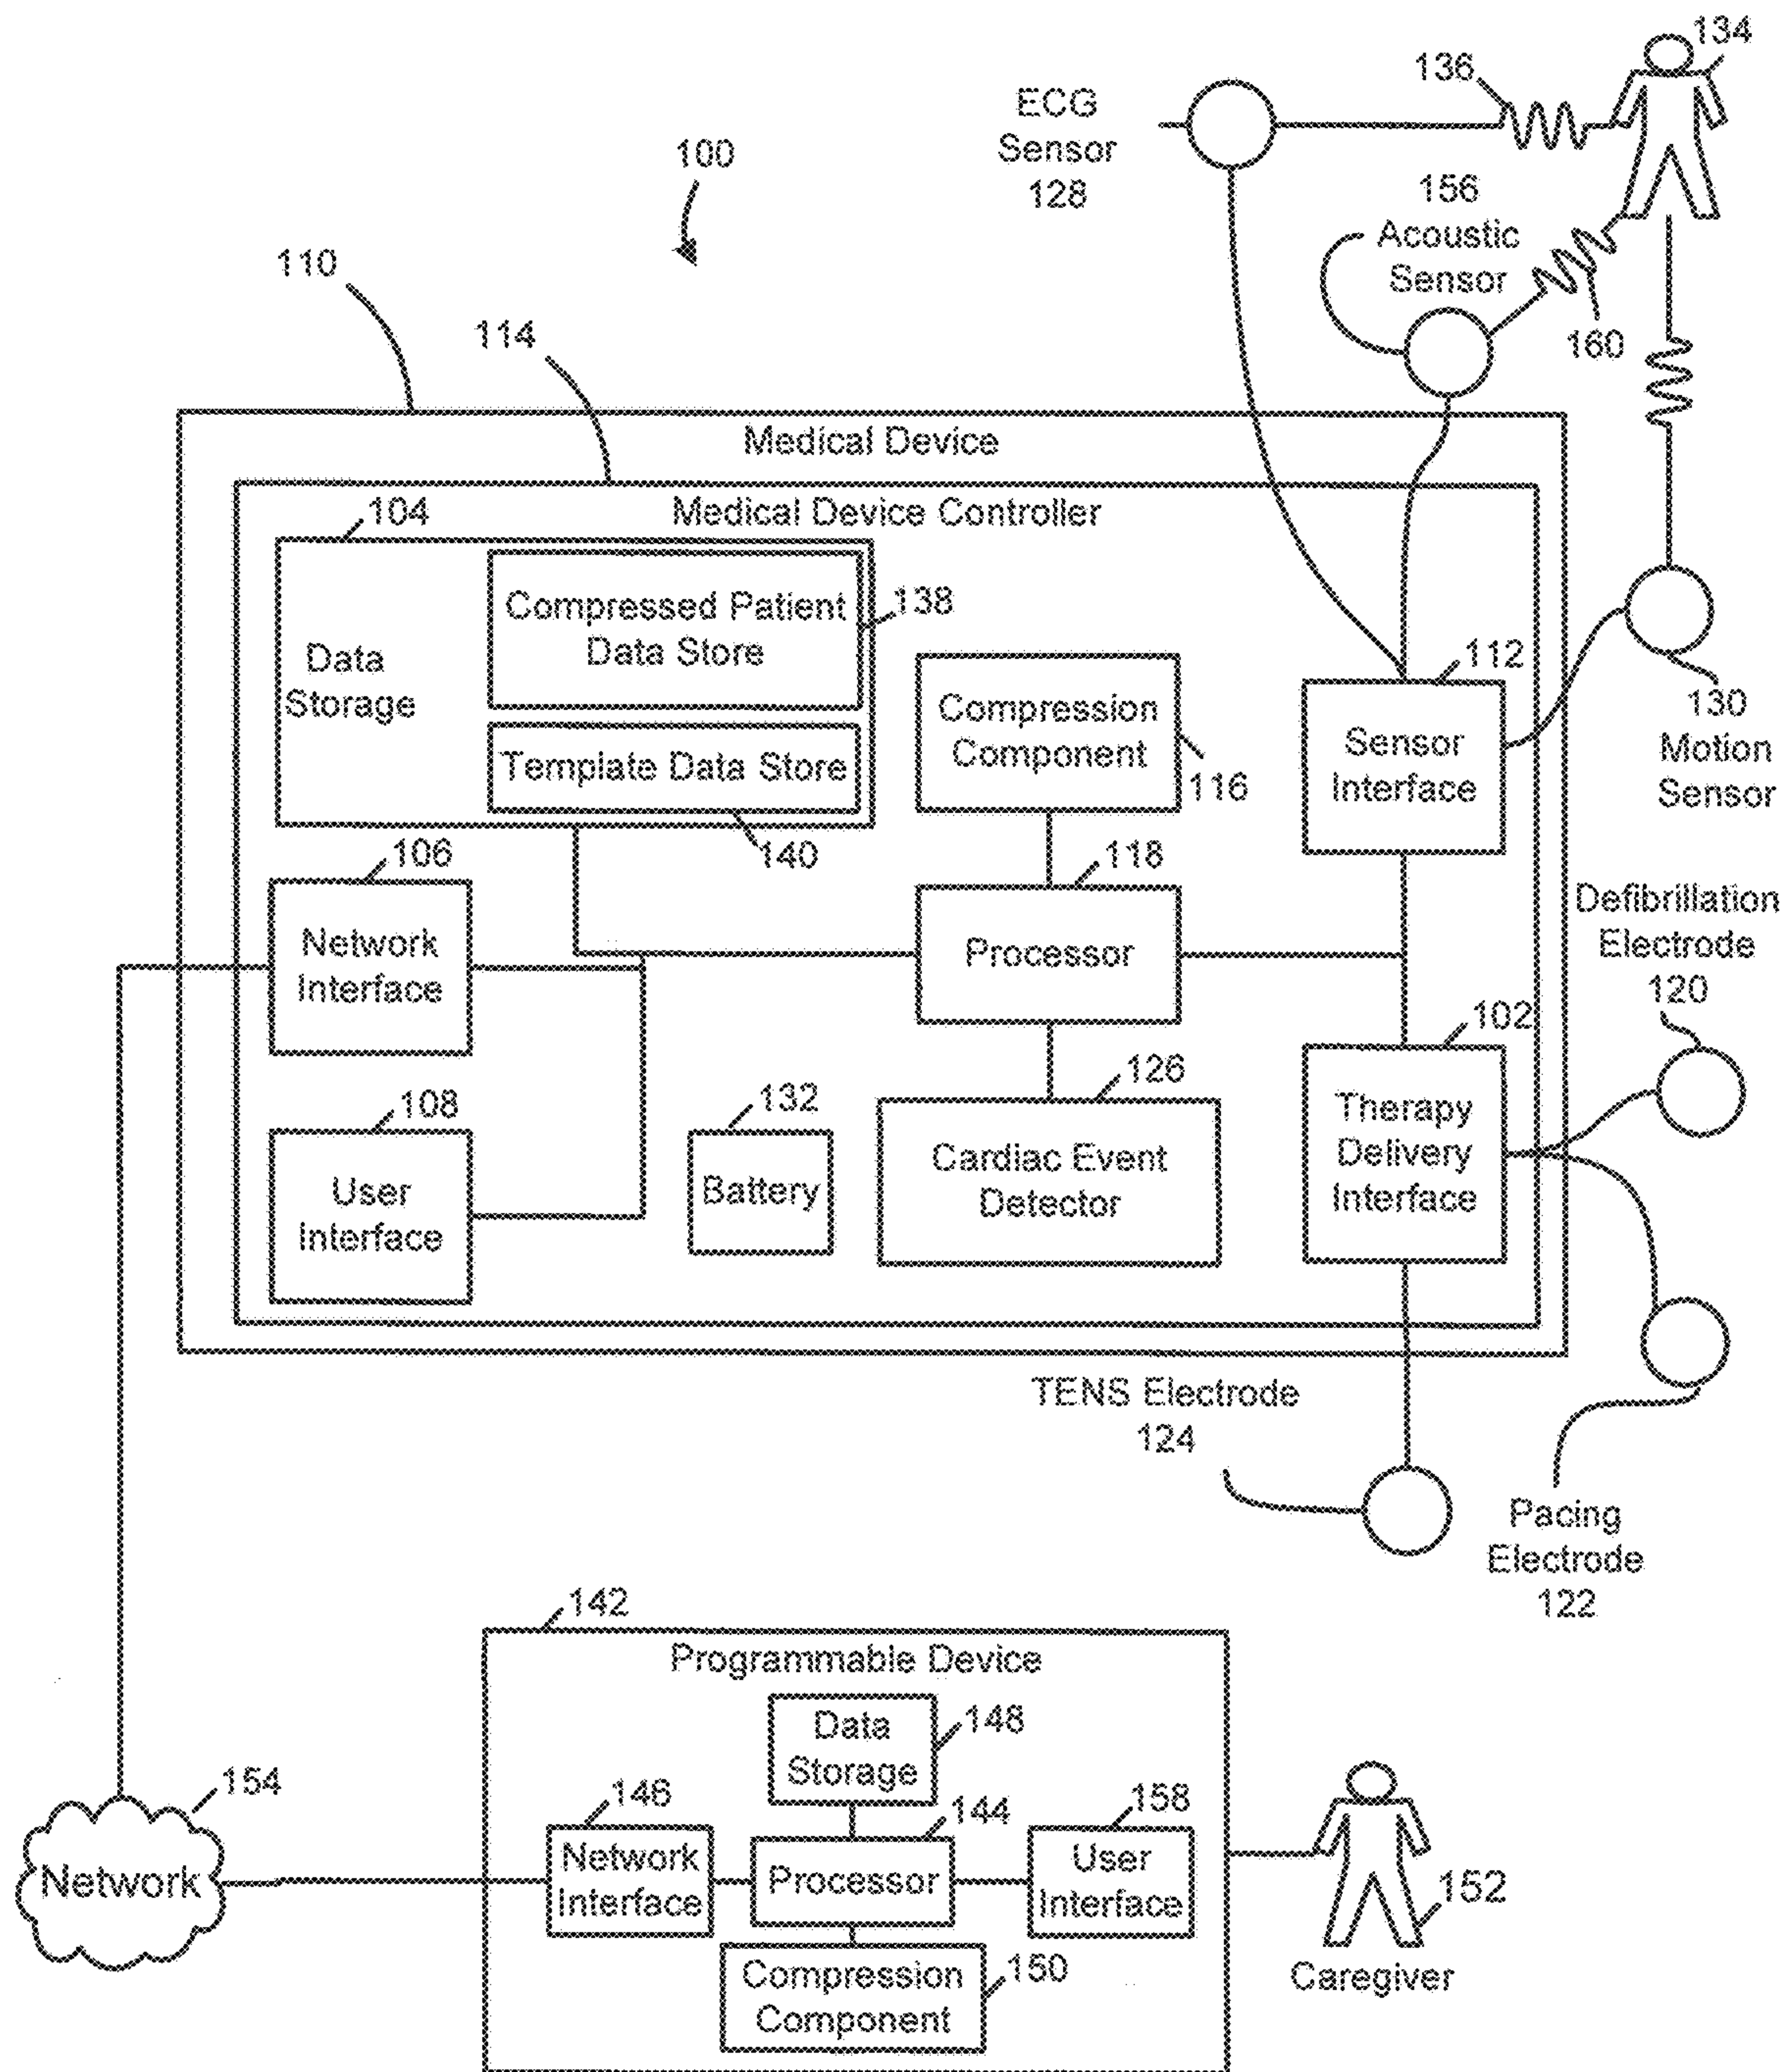 134
136
ECG
Sensor
128
100
156
Acoustic
Sensor
110
160
114
Medical Device
104
Medical Device Controller
Compressed Patient
Data Store
138
Data
Storage
112
Compression
Component
130
Motion
Sensor
Sensor
Interface
Template Data Store
116
140
106
118
Defibrillation
Electrode
120
Network
Interface
Processor
102
108
132
126
Therapy
Delivery
Interface
Cardiac Event
Detector
Battery
User
Interface
TENS Electrode
124
Pacing
Electrode
122
142
Programmable Device
Data
Storage
148
154
146
144
158
Network
Network
Interface
Processor
User
Interface
152
Compression
Component
150
Caregiver